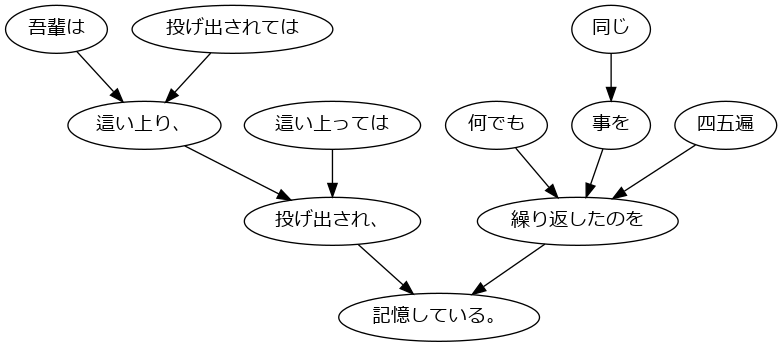 吾輩は 投げ出されては 同じ
這い上り、 這い上っては 何でも 事を 四五遍
投げ出され、 繰り返したのを
記憶している。